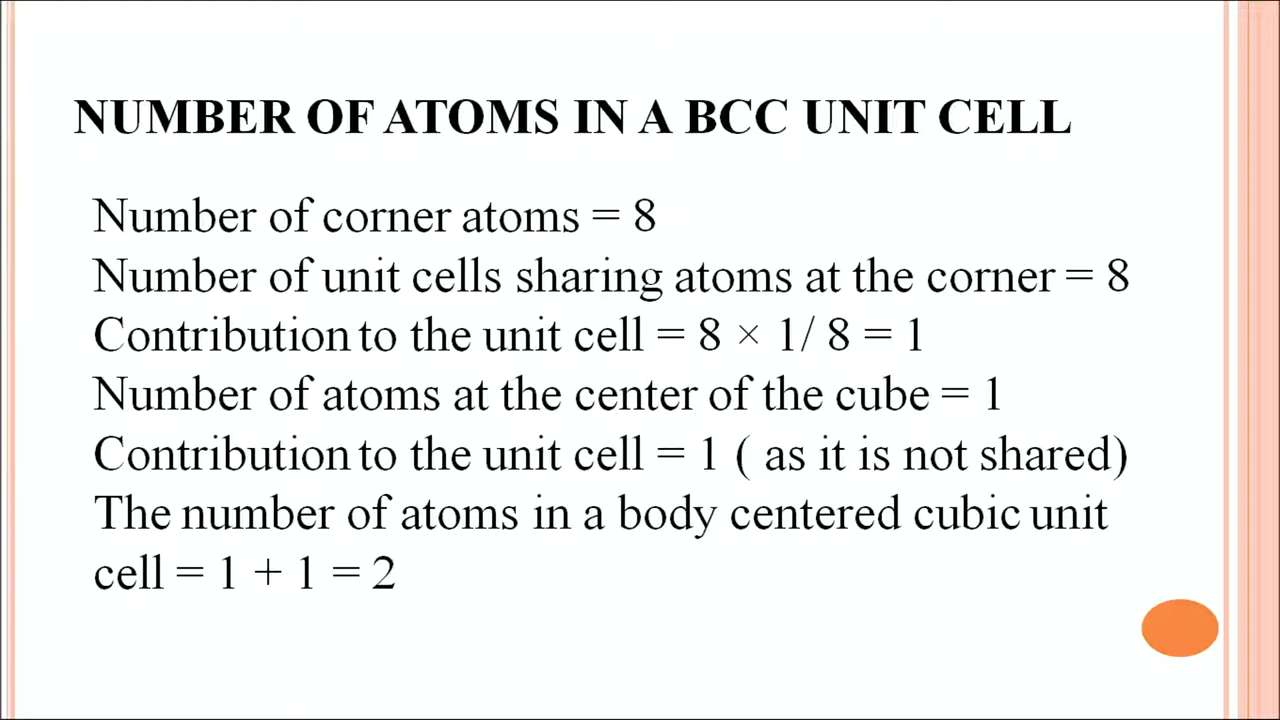 NUMBER OF ATOMS IN A BCC UNIT CELL
Number of corner atoms = 8
Number of unit cells sharing atoms at the corner = 8
Contribution to the unit cell = 8 × 1/ 8 = 1
Number of atoms at the center of the cube = 1
Contribution to the unit cell = 1 ( as it is not shared)
The number of atoms in a body centered cubic unit
cell = 1 + 1 = 2